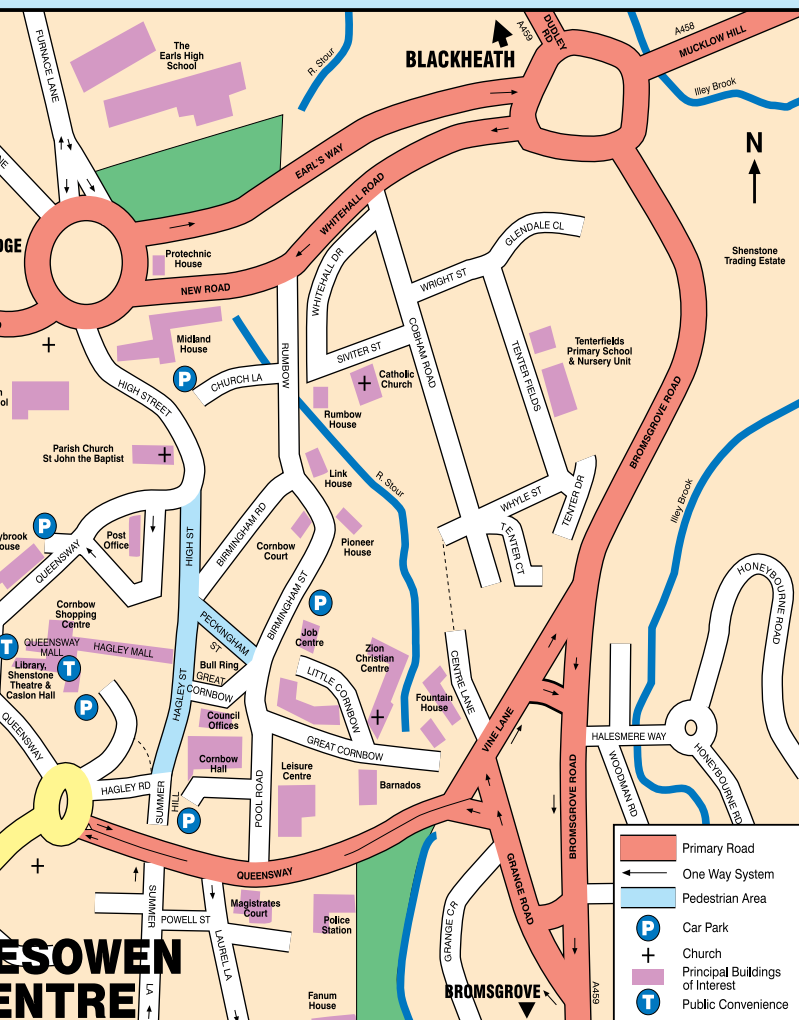 FURNACE LANE
The
Earls High
School
R. Stour
BLACKHEATH
A459
DUDLEY
RD
A458
MUCKLOW HILL
Illey Brook
N
EARL'S WAY
WHITEHALL ROAD
Shenstone
Trading Estate
Protechnic
House
NEW ROAD
WHITEHALL DR
GLENDALE CL
WRIGHT ST
COBHAM ROAD
SIVITER ST
TENTER FIELDS
Tenterfields
Primary School
& Nursery Unit
Midland
House
P
CHURCH LA
RUMBOW
HIGH STREET
Catholic
Church
Rumbow
House
BROMSGROVE ROAD
Parish Church
St John the Baptist
Link
House
R. Stour
WHYLE ST
TENTER DR
TENTER CT
Illey Brook
P
Post
Office
QUEENSWAY
HIGH ST
BIRMINGHAM RD
Cornbow
Court
Pioneer
House
BIRMINGHAM ST
P
HONEYBOURNE ROAD
Cornbow
Shopping
Centre
QUEENSWAY
MALL
HAGLEY MALL
T
T
Library,
Shenstone
Theatre &
Caslon Hall
P
PECKINGHAM
ST
Bull Ring
GREAT
CORNBOW
HAGLEY ST
Job
Centre
Zion
Christian
Centre
LITTLE CORNBOW
CENTRE LANE
Fountain
House
Council
Offices
Cornbow
Hall
GREAT CORNBOW
VINE LANE
HALESMERE WAY
HONEYBOURNE RD
WOODMAN RD
QUEENSWAY
HAGLEY RD
SUMMER
HILL
P
POOL ROAD
Leisure
Centre
Barnados
BROMSGROVE ROAD
QUEENSWAY
GRANGE ROAD
SUMMER
LA
POWELL ST
LAUREL LA
Magistrates
Court
Police
Station
GRANGE C.R
Fanum
House
BROMSGROVE
A459
ESOWEN
ENTRE
Primary Road
One Way System
Pedestrian Area
P
Car Park
Church
Principal Buildings
of Interest
T
Public Convenience